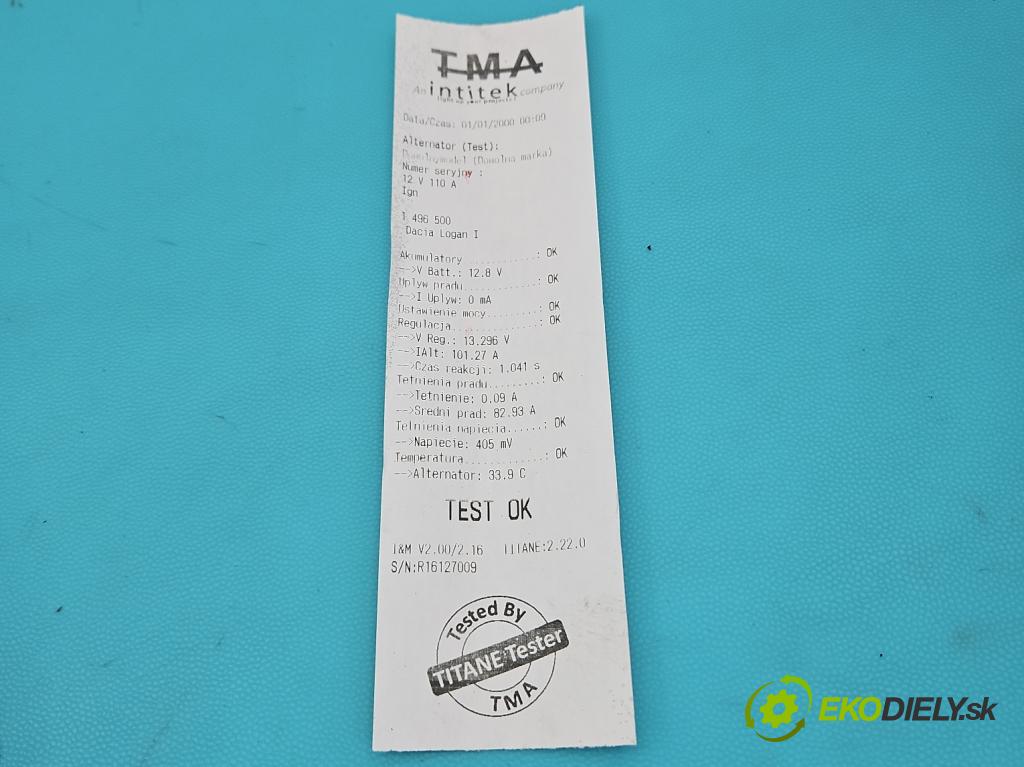 TMA
An intitek company
light up your projects!
Data/Czas: 01/01/2000 00:09
Alternator (Test):
(Dowolna marka)
Numer seryjny :
12 V 110 A
Ign
1 496 500
Dacia Logan I
Akumulatory...........: OK
-->V Batt.: 12.8 V
Uplyw pradu...........: OK
-->I Uplyw: 0 mA
Ustawienie mocy.......: OK
Regulacja.............: OK
-->V Reg.: 13.296 V
-->IAlt: 101.27 A
-->Czas reakcji: 1.041 s
Tetnienia pradu.........: OK
-->Tetnienie: 0.09 A
-->Sredni prad: 82.93 A
Tetnienia napiecia......: OK
-->Napiecie: 405 mV
Temperatura...........: OK
-->Alternator: 33.9 C
TEST OK
T&M V2.00/2.16 TITANE:2.22.0
S/N:R16127009
Tested By
TITANE Tester
TMA
EKODIELY.sk